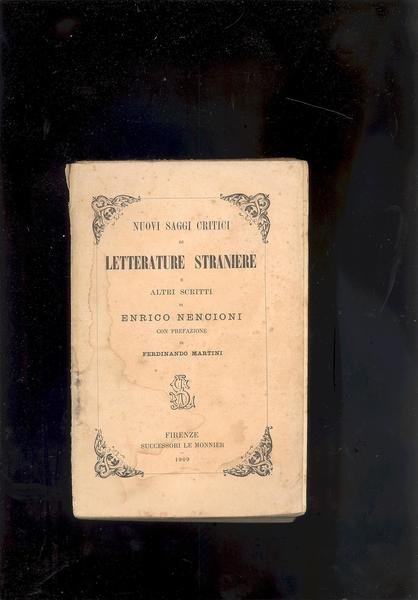 NUOVI SAGGI CRITICI
DI
LETTERATURE STRANIERE
E
ALTRI SCRITTI
DI
ENRICO NENCIONI
CON PREFAZIONE
DI
FERDINANDO MARTINI
FIRENZE
SUCCESSORI LE MONNIER
1909